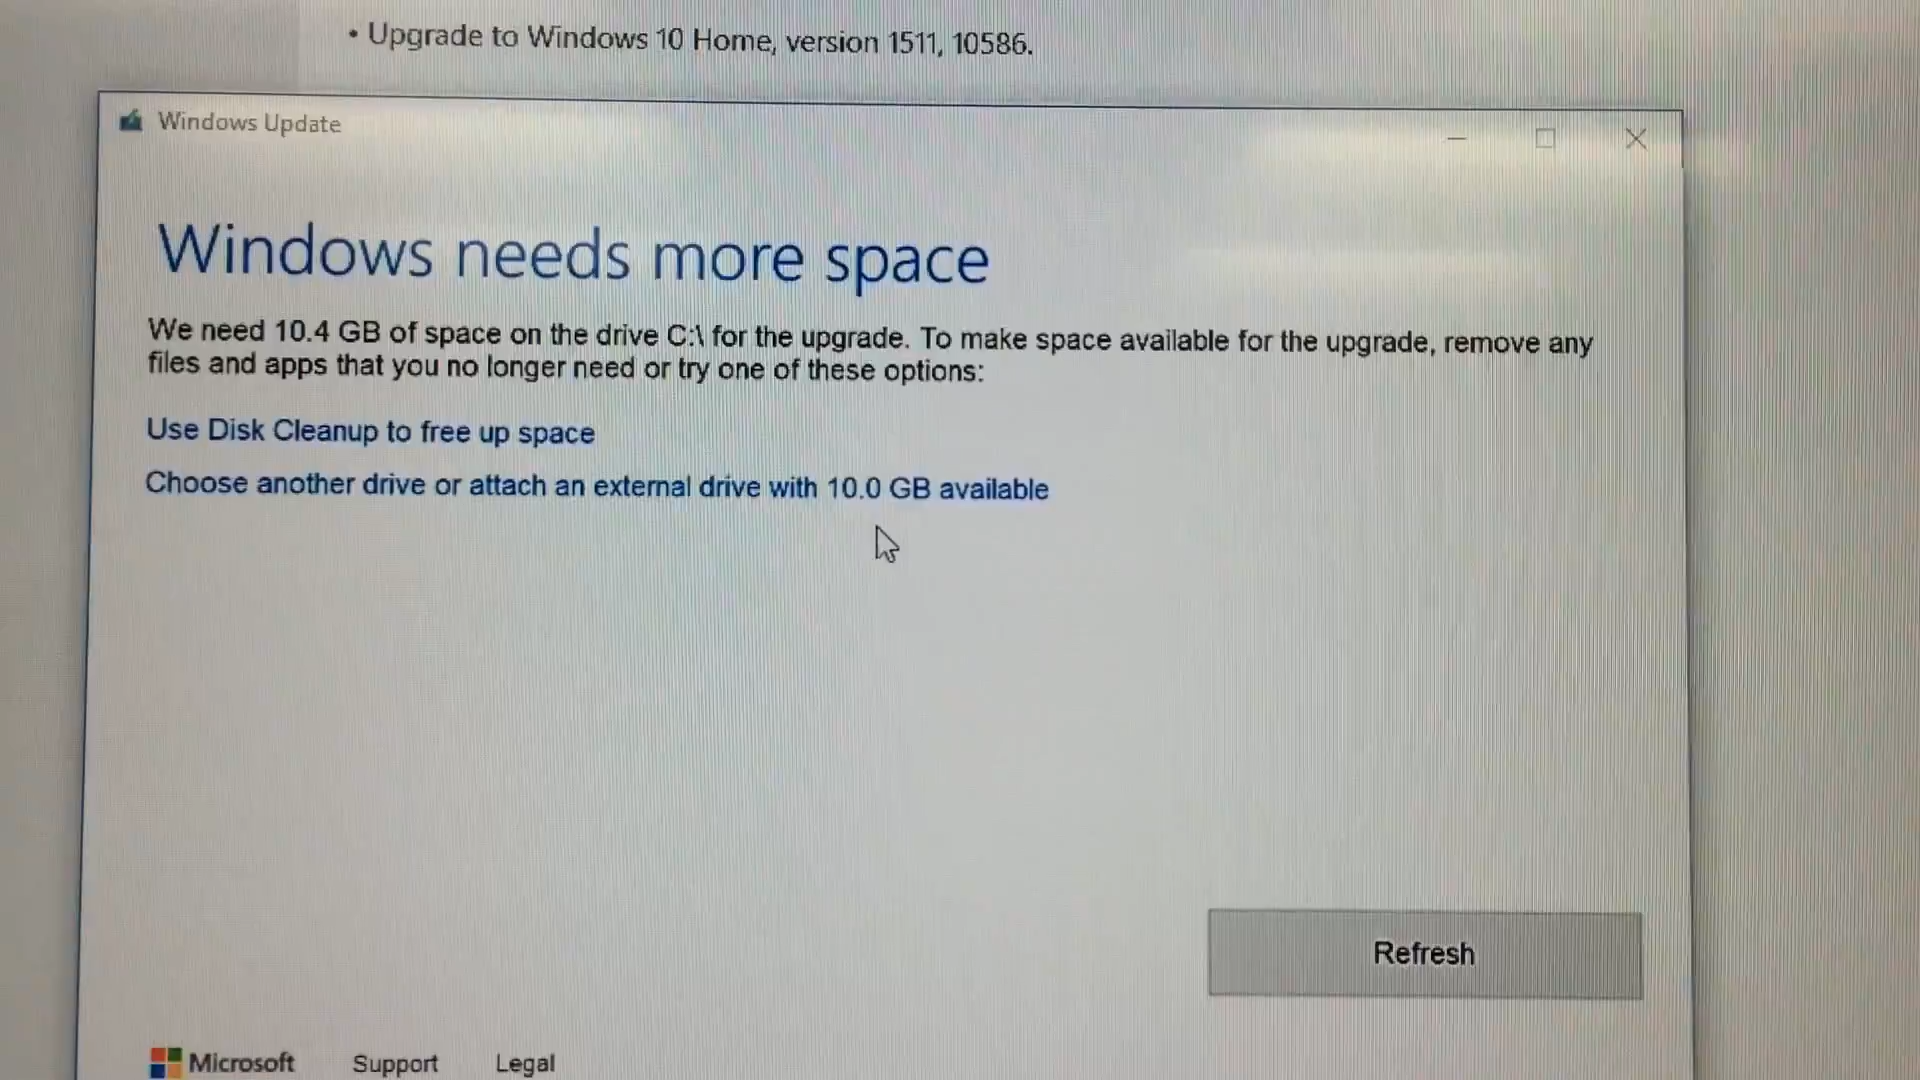 • Upgrade to Windows 10 Home, version 1511, 10586.
Windows Update
Windows needs more space
We need 10.4 GB of space on the drive C:\ for the upgrade. To make space available for the upgrade, remove any
files and apps that you no longer need or try one of these options:
Use Disk Cleanup to free up space
Choose another drive or attach an external drive with 10.0 GB available
Refresh
Microsoft Support Legal